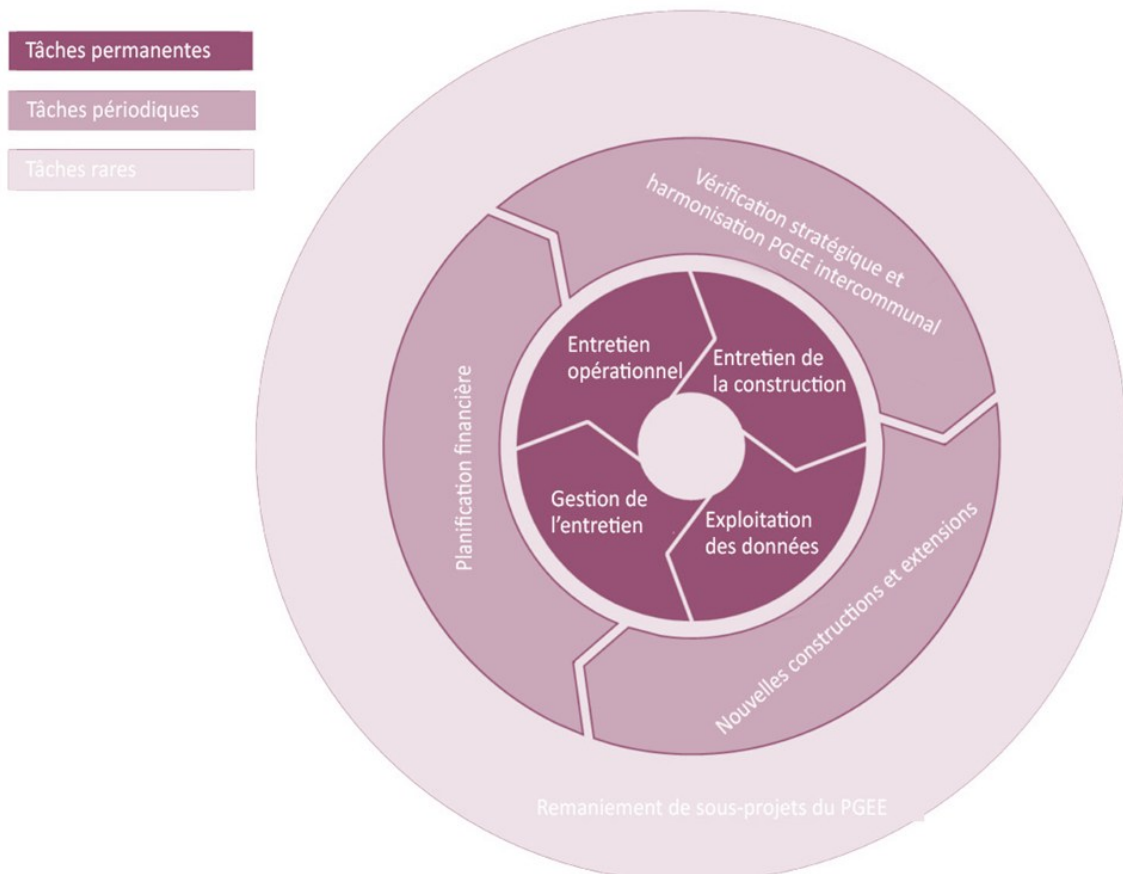 Tâches permanentes
Tâches périodiques
Tâches rares
Vérification stratégique et
harmonisation PGEE intercommunal
Entretien
opérationnel
Entretien de
la construction
Planification financière
Gestion de
l'entretien
Exploitation
des données
Nouvelles constructions et extensions
Remaniement de sous-projets du PGEE